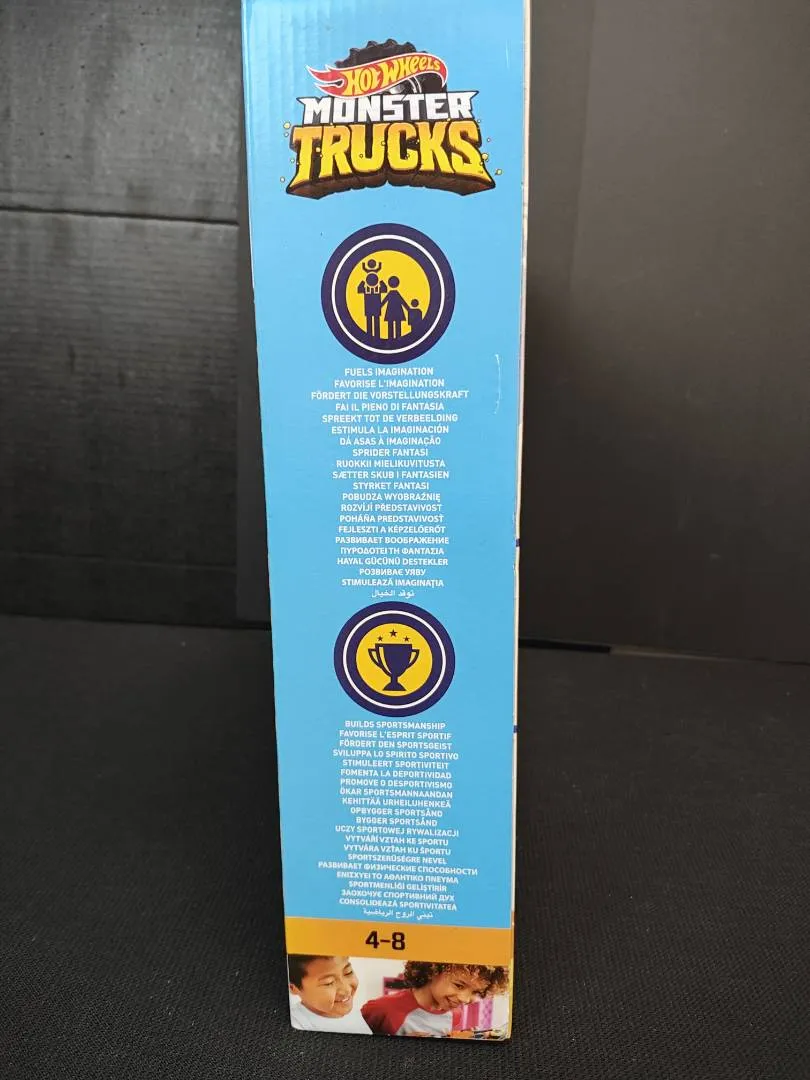 HOT WHEELS
MONSTER
TRUCKS
FUELS IMAGINATION
FAVORISE L'IMAGINATION
FÖRDERT DIE VORSTELLUNGSKRAFT
FAI IL PIENO DI FANTASIA
SPREEKT TOT DE VERBEELDING
ESTIMULA LA IMAGINACIÓN
DÁ ASAS À IMAGINAÇÃO
SPRIDER FANTASI
RUOKKII MIELIKUVITUSTA
SÆTTER SKUB I FANTASIEN
STYRKET FANTASI
POBUDZA WYOBRAŹNIĘ
ROZVÍJÍ PŘEDSTAVIVOST
POHÁŇA PREDSTAVIVOSŤ
FEJLESZTI A KÉPZELŐERŐT
РАЗВИВАЕТ ВООБРАЖЕНИЕ
ΠΥΡΟΔΟΤΕΙ ΤΗ ΦΑΝΤΑΣΙΑ
HAYAL GÜCÜNÜ DESTEKLER
РОЗВИВАЄ УЯВУ
STIMULEAZĂ IMAGINAȚIA
توقد الخيال
BUILDS SPORTSMANSHIP
FAVORISE L'ESPRIT SPORTIF
FÖRDERT DEN SPORTSGEIST
SVILUPPA LO SPIRITO SPORTIVO
STIMULEERT SPORTIVITEIT
FOMENTA LA DEPORTIVIDAD
PROMOVE O DESPORTIVISMO
ÖKAR SPORTSMANNAANDAN
KEHITTÄÄ URHEILUHENKEÄ
OPBYGGER SPORTSÅND
BYGGER SPORTSÅND
UCZY SPORTOWEJ RYWALIZACJI
VYTVÁŘÍ VZTAH KE SPORTU
VYTVÁRA VZŤAH KU ŠPORTU
SPORTSZERŰSÉGRE NEVEL
РАЗВИВАЕТ ФИЗИЧЕСКИЕ СПОСОБНОСТИ
ΕΝΙΣΧΥΕΙ ΤΟ ΑΘΛΗΤΙΚΟ ΠΝΕΥΜΑ
SPORTMENLİĞİ GELİŞTİRİR
ЗАОХОЧУЄ СПОРТИВНИЙ ДУХ
CONSOLIDEAZĂ SPORTIVITATEA
تبني الروح الرياضية
4-8